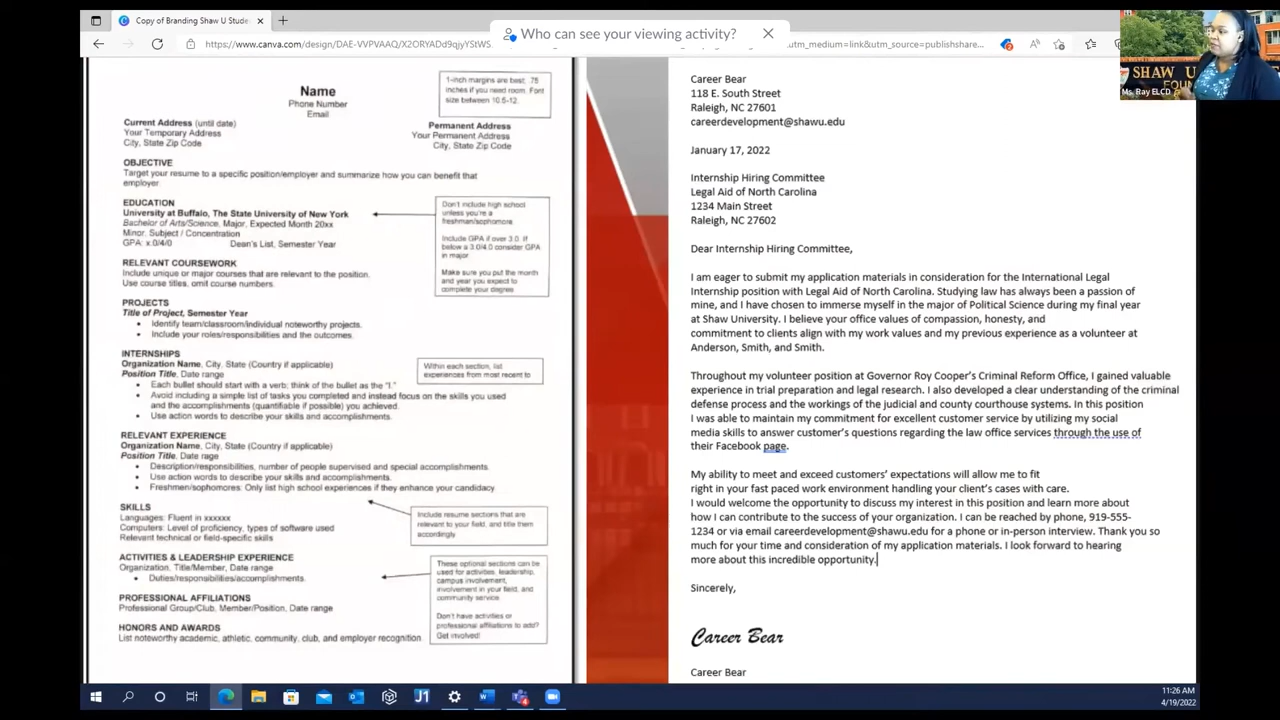 Copy of Branding Shaw U Stude
Who can see your viewing activity?
https://www.canva.com/design/DAE-VVPVAAQ/X2ORYADd9qjyYStWS
utm_medium=link&utm_source=publishshare...
SHAW U
Ms. Ray ELCD
Name
Phone Number
Email
1-inch margins are best, .75
inches if you need room. Font
size between 10.5-12.
Current Address (until date)
Your Temporary Address
City, State Zip Code
Permanent Address
Your Permanent Address
City, State Zip Code
OBJECTIVE
Target your resume to a specific position/employer and summarize how you can benefit that
employer.
EDUCATION
University at Buffalo, The State University of New York
Bachelor of Arts/Science, Major, Expected Month 20xx
Minor, Subject / Concentration
GPA: x.0/4/0 Dean's List, Semester Year
Don't include high school
unless you're a
freshman/sophomore
Include GPA if over 3.0. If
below a 3.0/4.0 consider GPA
in major
Make sure you put the month
and year you expect to
complete your degree
RELEVANT COURSEWORK
Include unique or major courses that are relevant to the position.
Use course titles, omit course numbers.
PROJECTS
Title of Project, Semester Year
• Identify team/classroom/individual noteworthy projects.
• Include your roles/responsibilities and the outcomes.
INTERNSHIPS
Organization Name, City, State (Country if applicable)
Position Title, Date range
• Each bullet should start with a verb; think of the bullet as the "I."
• Avoid including a simple list of tasks you completed and instead focus on the skills you used
and the accomplishments (quantifiable if possible) you achieved.
• Use action words to describe your skills and accomplishments.
Within each section, list
experiences from most recent to
RELEVANT EXPERIENCE
Organization Name, City, State (Country if applicable)
Position Title, Date rage
• Description/responsibilities, number of people supervised and special accomplishments.
• Use action words to describe your skills and accomplishments.
• Freshmen/sophomores: Only list high school experiences if they enhance your candidacy
SKILLS
Languages: Fluent in xxxxxx
Computers: Level of proficiency, types of software used
Relevant technical or field-specific skills
Include resume sections that are
relevant to your field, and title them
accordingly
ACTIVITIES & LEADERSHIP EXPERIENCE
Organization, Title/Member, Date range
• Duties/responsibilities/accomplishments.
These optional sections can be
used for activities, leadership,
campus involvement,
involvement in your field, and
community service.
Don't have activities or
professional affiliations to add?
Get involved!
PROFESSIONAL AFFILIATIONS
Professional Group/Club, Member/Position, Date range
HONORS AND AWARDS
List noteworthy academic, athletic, community, club, and employer recognition
Career Bear
118 E. South Street
Raleigh, NC 27601
careerdevelopment@shawu.edu
January 17, 2022
Internship Hiring Committee
Legal Aid of North Carolina
1234 Main Street
Raleigh, NC 27602
Dear Internship Hiring Committee,
I am eager to submit my application materials in consideration for the International Legal
Internship position with Legal Aid of North Carolina. Studying law has always been a passion of
mine, and I have chosen to immerse myself in the major of Political Science during my final year
at Shaw University. I believe your office values of compassion, honesty, and
commitment to clients align with my work values and my previous experience as a volunteer at
Anderson, Smith, and Smith.
Throughout my volunteer position at Governor Roy Cooper's Criminal Reform Office, I gained valuable
experience in trial preparation and legal research. I also developed a clear understanding of the criminal
defense process and the workings of the judicial and county courthouse systems. In this position
I was able to maintain my commitment for excellent customer service by utilizing my social
media skills to answer customer's questions regarding the law office services through the use of
their Facebook page.
My ability to meet and exceed customers' expectations will allow me to fit
right in your fast paced work environment handling your client's cases with care.
I would welcome the opportunity to discuss my interest in this position and learn more about
how I can contribute to the success of your organization. I can be reached by phone, 919-555-
1234 or via email careerdevelopment@shawu.edu for a phone or in-person interview. Thank you so
much for your time and consideration of my application materials. I look forward to hearing
more about this incredible opportunity.
Sincerely,
Career Bear
Career Bear
11:26 AM
4/19/2022